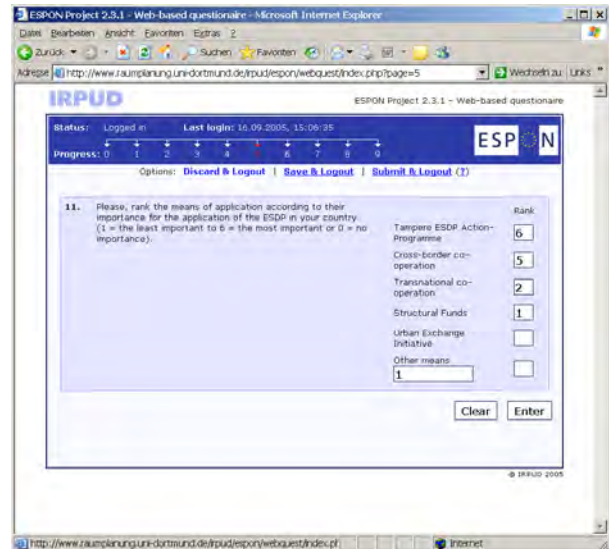 ESPON Project 2.3.1 - Web-based questionaire - Microsoft Internet Explorer
Datei Bearbeiten Ansicht Favoriten Extras ?
Zurück Suchen Favoriten
Adresse http://www.raumplanung.uni-dortmund.de/irpud/espon/webquest/index.php?page=5 Wechseln zu Links
IRPUD ESPON Project 2.3.1 - Web-based questionaire
Status: Logged in Last login: 16.09.2005, 15:06:35
ESPON
Progress: 0 1 2 3 4 5 6 7 8 9
Options: Discard & Logout | Save & Logout | Submit & Logout (?)
11. Please, rank the means of application according to their
importance for the application of the ESDP in your country
(1 = the least important to 6 = the most important or 0 = no
importance).
Rank
Tampere ESDP Action-
Programme 6
Cross-border co-
operation 5
Transnational co-
operation 2
Structural Funds 1
Urban Exchange
Initiative
Other means
1
Clear Enter
© IRPUD 2005
http://www.raumplanung.uni-dortmund.de/irpud/espon/webquest/index.pl Internet